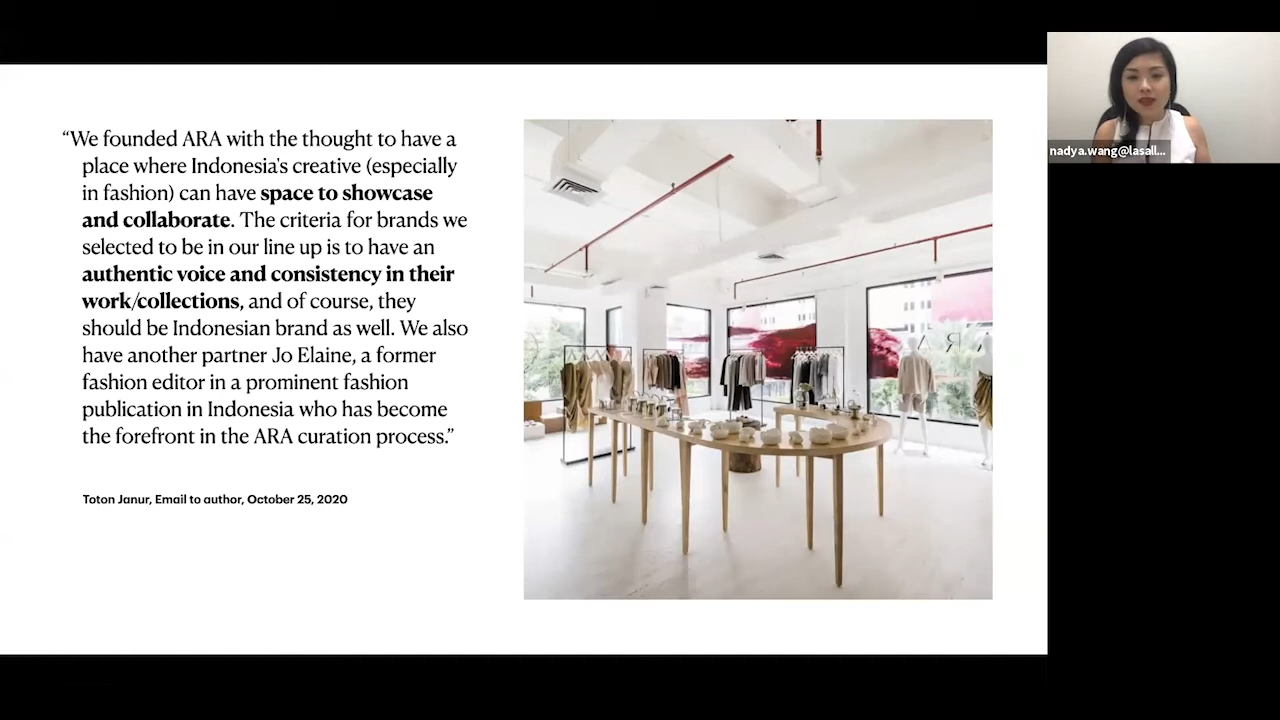 “We founded ARA with the thought to have a
place where Indonesia's creative (especially
in fashion) can have space to showcase
and collaborate. The criteria for brands we
selected to be in our line up is to have an
authentic voice and consistency in their
work/collections, and of course, they
should be Indonesian brand as well. We also
have another partner Jo Elaine, a former
fashion editor in a prominent fashion
publication in Indonesia who has become
the forefront in the ARA curation process.”
Toton Janur, Email to author, October 25, 2020
ARA
nadya.wang@lasall...